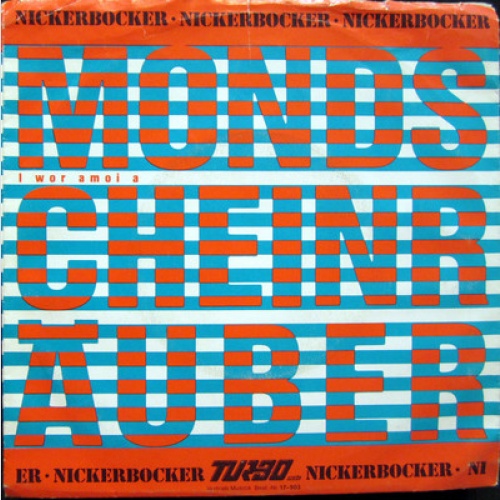 NICKERBOCKER · NICKERBOCKER · NICKERBOCKER
MONDS
I wor amoi a
CHEINR
ÄUBER
ER · NICKERBOCKER TURBO NICKERBOCKER · NI